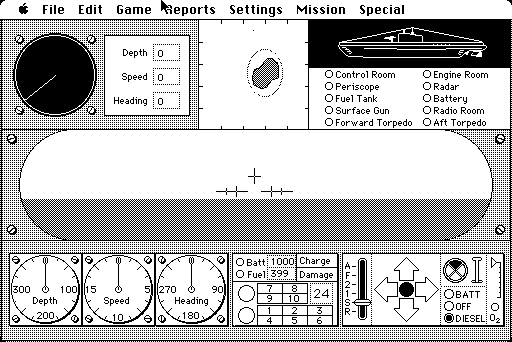 File Edit Game Reports Settings Mission Special
Depth 0
Speed 0
Heading 0
Control Room Engine Room
Periscope Radar
Fuel Tank Battery
Surface Gun Radio Room
Forward Torpedo Aft Torpedo
0 0 0
300 100 15 5 270 90
Depth Speed Heading
200 10 180
Batt 1000 Charge
Fuel 399 Damage
7 8 24
9 10
1 2 3
4 5 6
A
F
2
1
S
R
BATT
OFF
DIESEL
O2